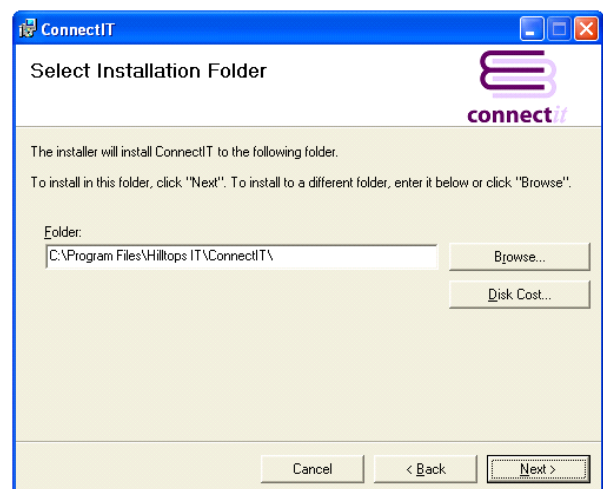 ConnectIT
Select Installation Folder
connectit
The installer will install ConnectIT to the following folder.
To install in this folder, click "Next". To install to a different folder, enter it below or click "Browse".
Folder:
C:\Program Files\Hilltops IT\ConnectIT\
Browse...
Disk Cost...
Cancel
< Back
Next >